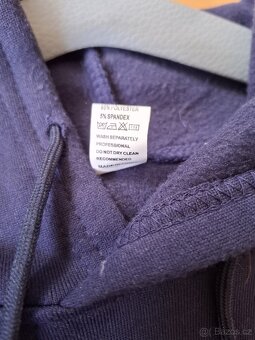 95% POLYESTER
5% SPANDEX
WASH SEPARATELY
PROFESSIONAL
DO NOT DRY CLEAN
RECOMMENDED
Bazos.cz